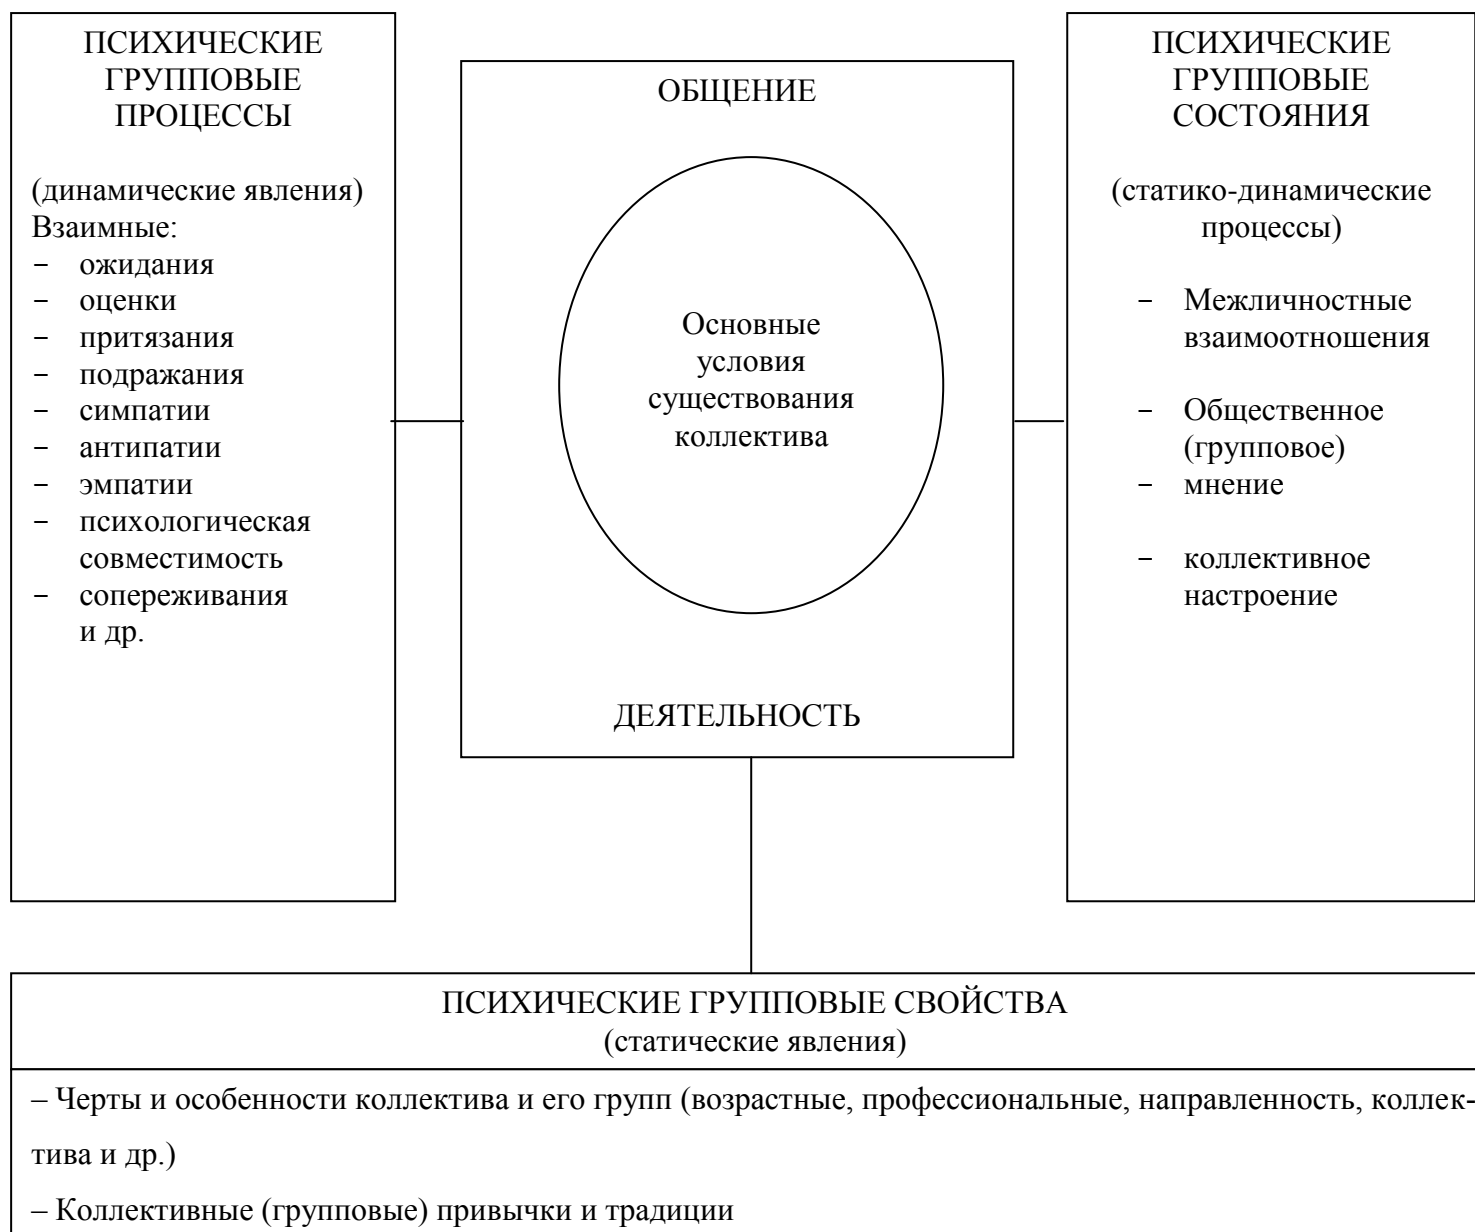 ПСИХИЧЕСКИЕ
ГРУППОВЫЕ
ПРОЦЕССЫ
(динамические явления)
Взаимные:
− ожидания
− оценки
− притязания
− подражания
− симпатии
− антипатии
− эмпатии
− психологическая
совместимость
− сопереживания
и др.
ОБЩЕНИЕ
Основные
условия
существования
коллектива
ДЕЯТЕЛЬНОСТЬ
ПСИХИЧЕСКИЕ
ГРУППОВЫЕ
СОСТОЯНИЯ
(статико-динамические
процессы)
− Межличностные
взаимоотношения
− Общественное
(групповое)
− мнение
− коллективное
настроение
ПСИХИЧЕСКИЕ ГРУППОВЫЕ СВОЙСТВА
(статические явления)
– Черты и особенности коллектива и его групп (возрастные, профессиональные, направленность, коллек-
тива и др.)
– Коллективные (групповые) привычки и традиции